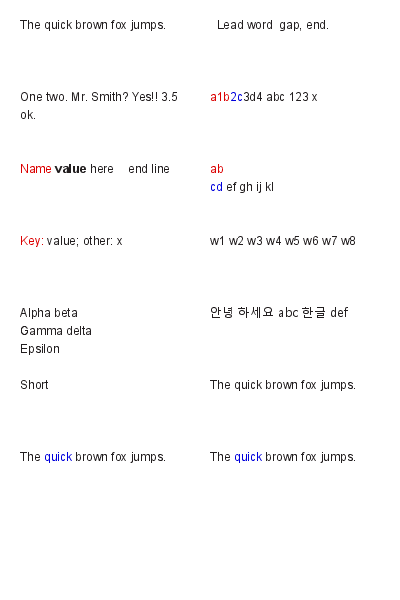 The quick brown fox jumps.
Lead word  gap, end.
One two. Mr. Smith? Yes!! 3.5
ok.
a1b2c3d4 abc 123 x
Name value here    end line
ab
cd ef gh ij kl
Key: value; other: x
w1 w2 w3 w4 w5 w6 w7 w8
Alpha beta
Gamma delta
Epsilon
안녕 하세요 abc 한글 def
Short
The quick brown fox jumps.
The quick brown fox jumps.
The quick brown fox jumps.